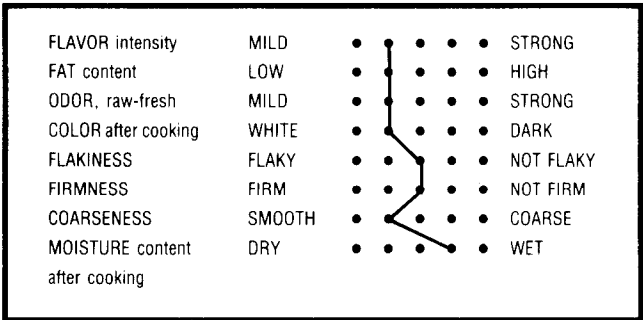 FLAVOR intensity MILD STRONG
FAT content LOW HIGH
ODOR, raw-fresh MILD STRONG
COLOR after cooking WHITE DARK
FLAKINESS FLAKY NOT FLAKY
FIRMNESS FIRM NOT FIRM
COARSENESS SMOOTH COARSE
MOISTURE content DRY WET
after cooking